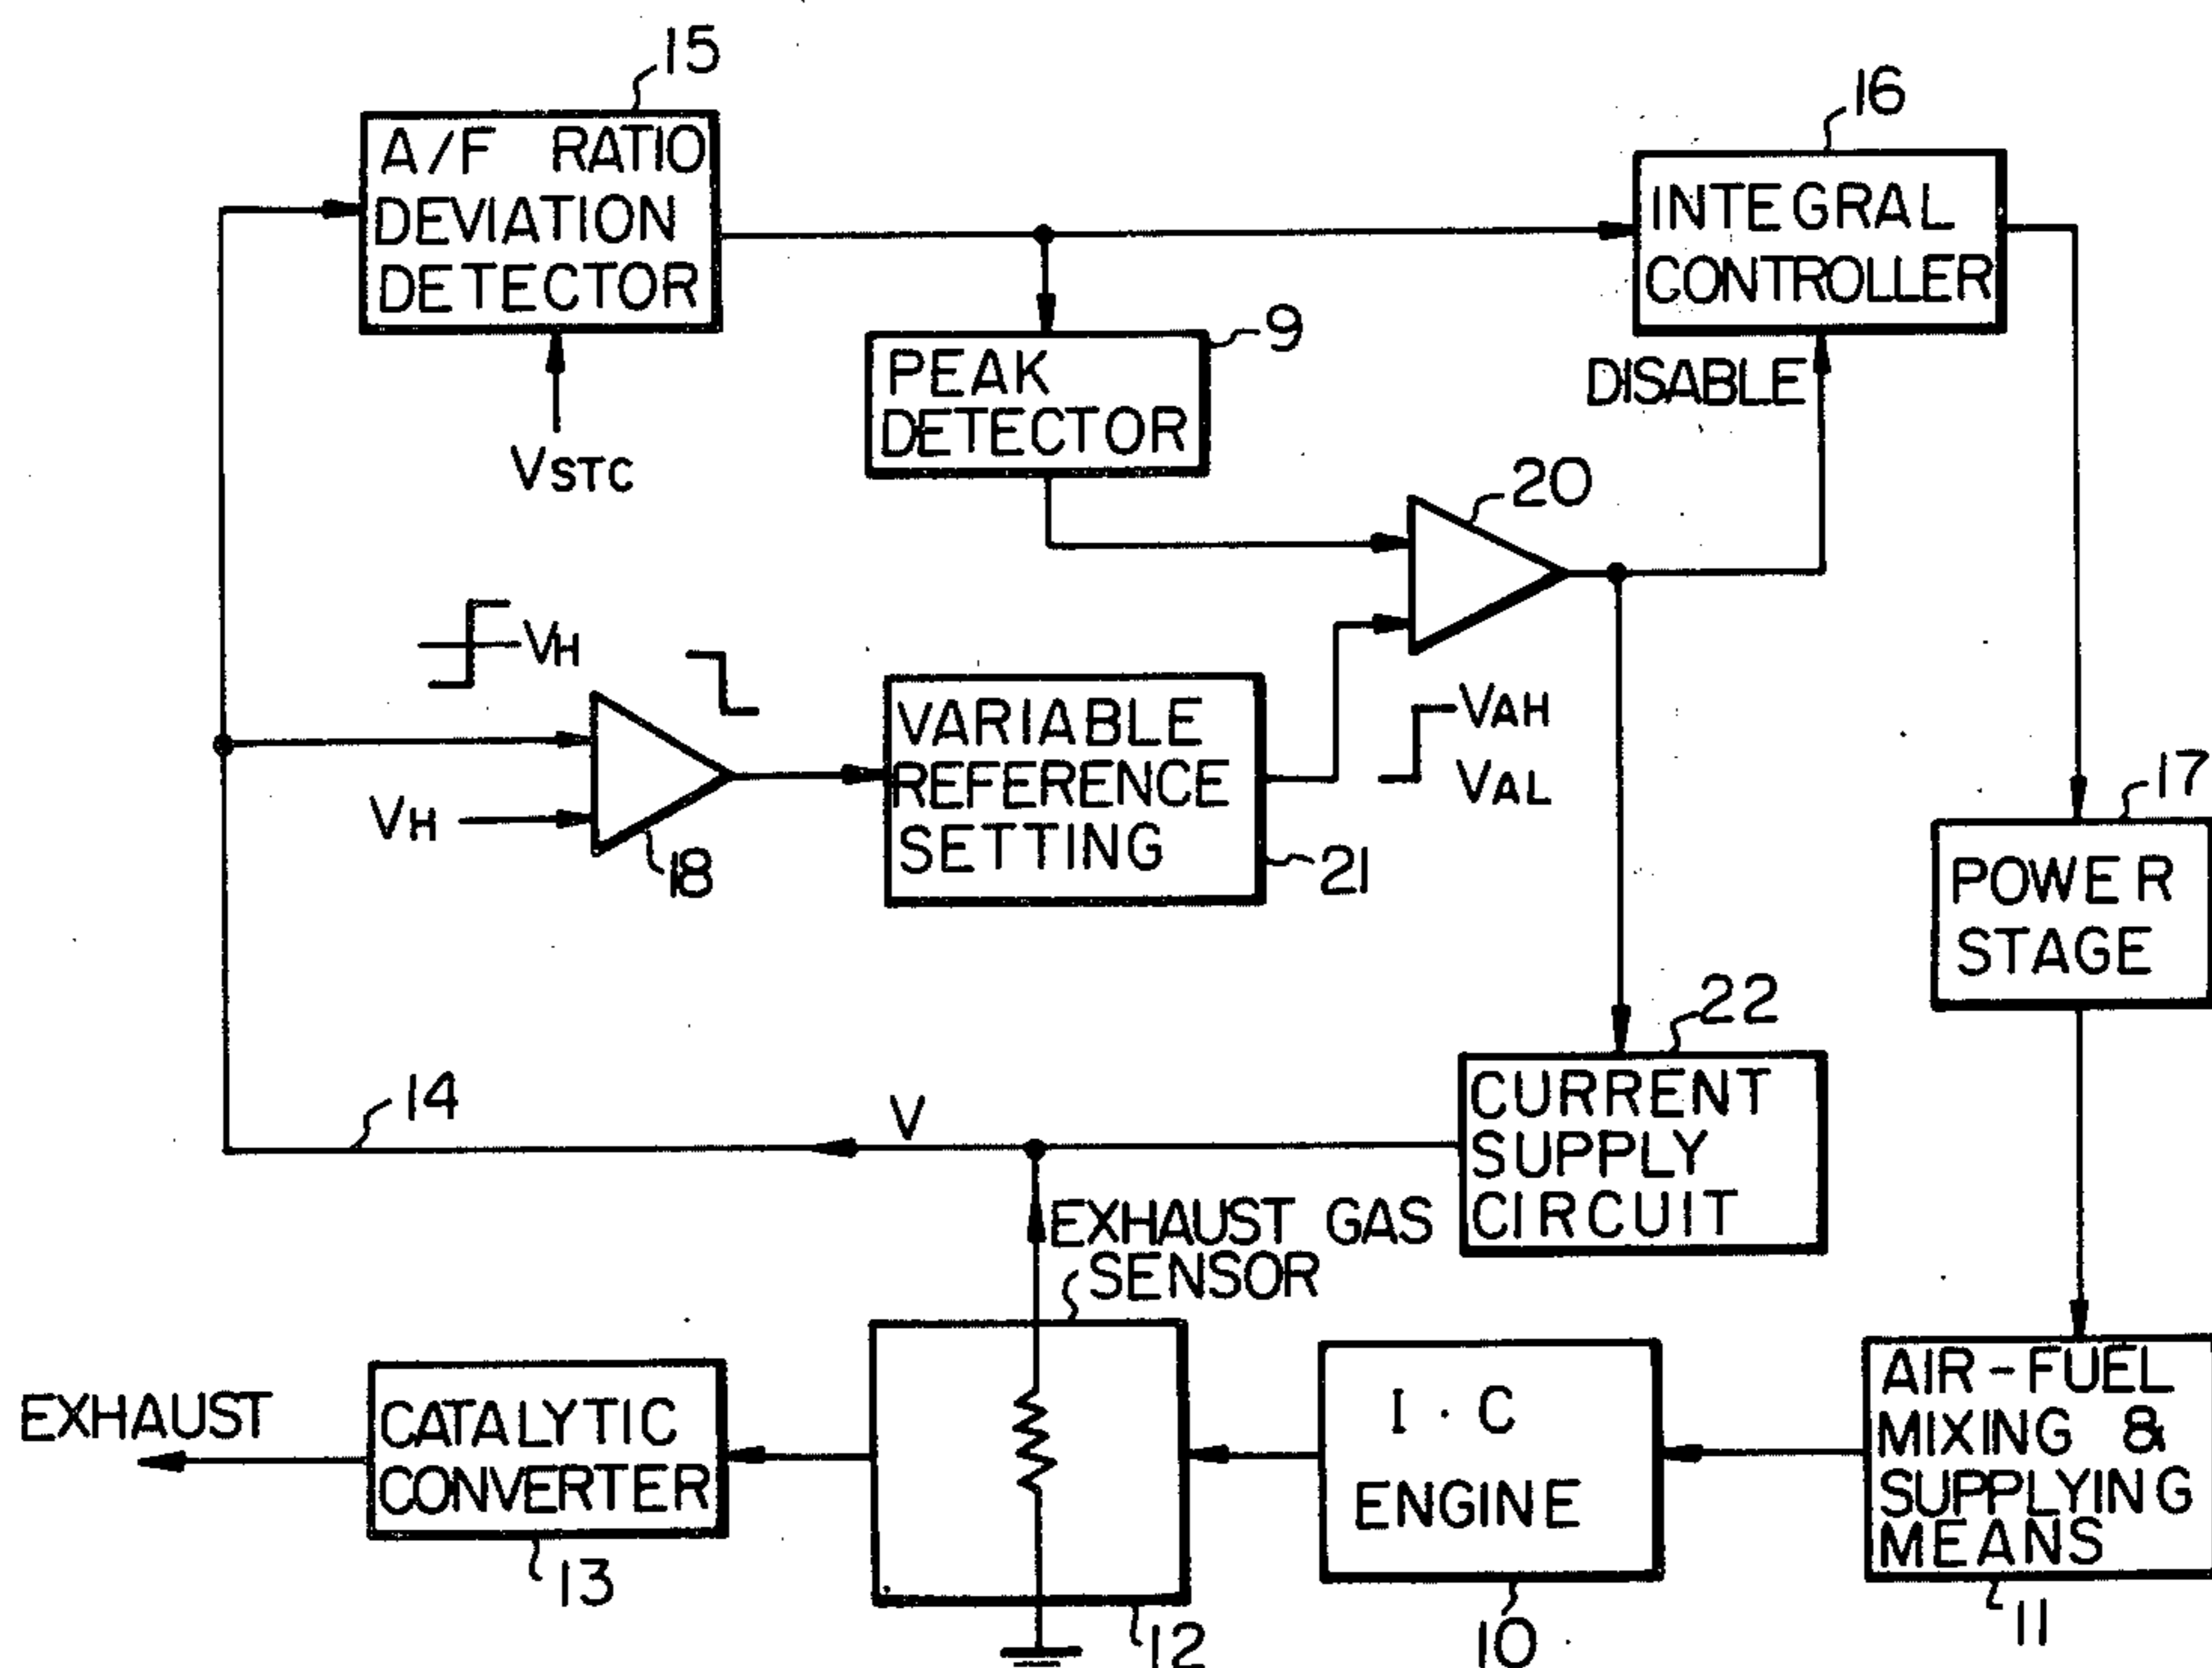 15
A/F RATIO
DEVIATION
DETECTOR
VSTC
16
INTEGRAL
CONTROLLER
DISABLE
9
PEAK
DETECTOR
20
VH
VH
18
VARIABLE
REFERENCE
SETTING
21
VAH
VAL
17
POWER
STAGE
22
CURRENT
SUPPLY
CIRCUIT
14
V
EXHAUST GAS
SENSOR
EXHAUST
CATALYTIC
CONVERTER
13
12
I·C
ENGINE
10
AIR-FUEL
MIXING &
SUPPLYING
MEANS
11